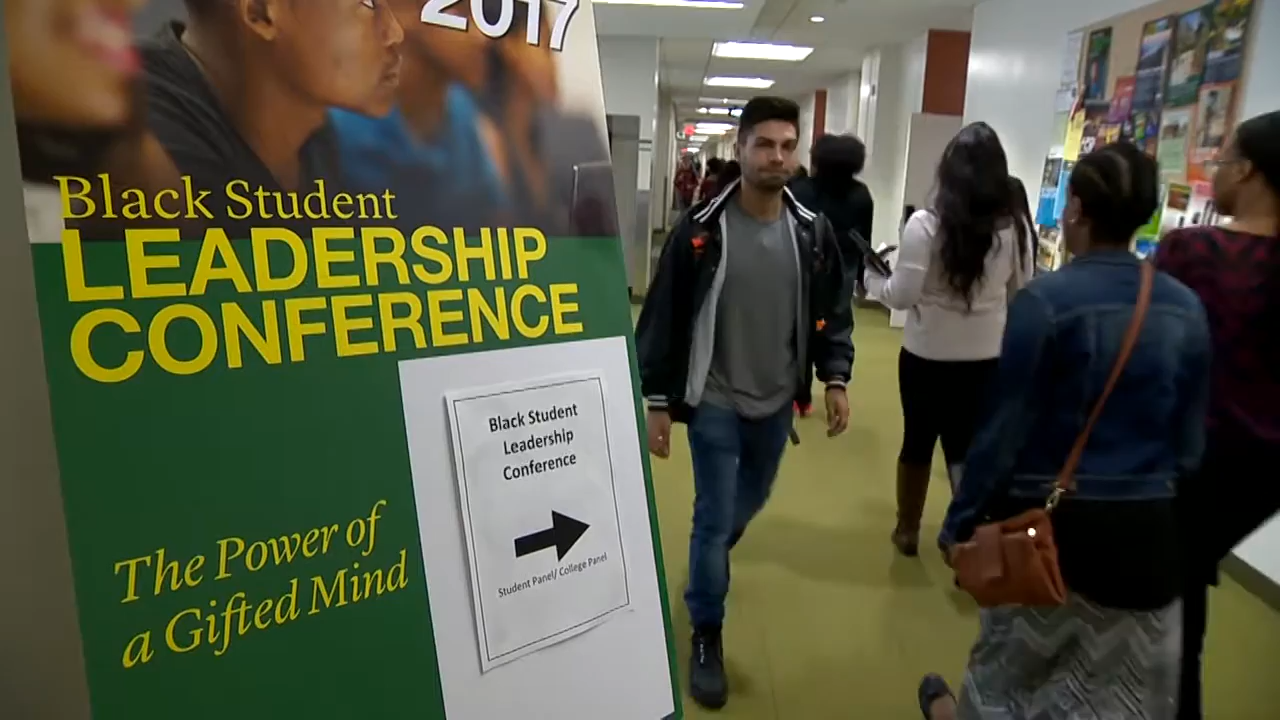 2017
Black Student
LEADERSHIP
CONFERENCE
The Power of
a Gifted Mind
Black Student
Leadership
Conference
Student Panel/ College Panel